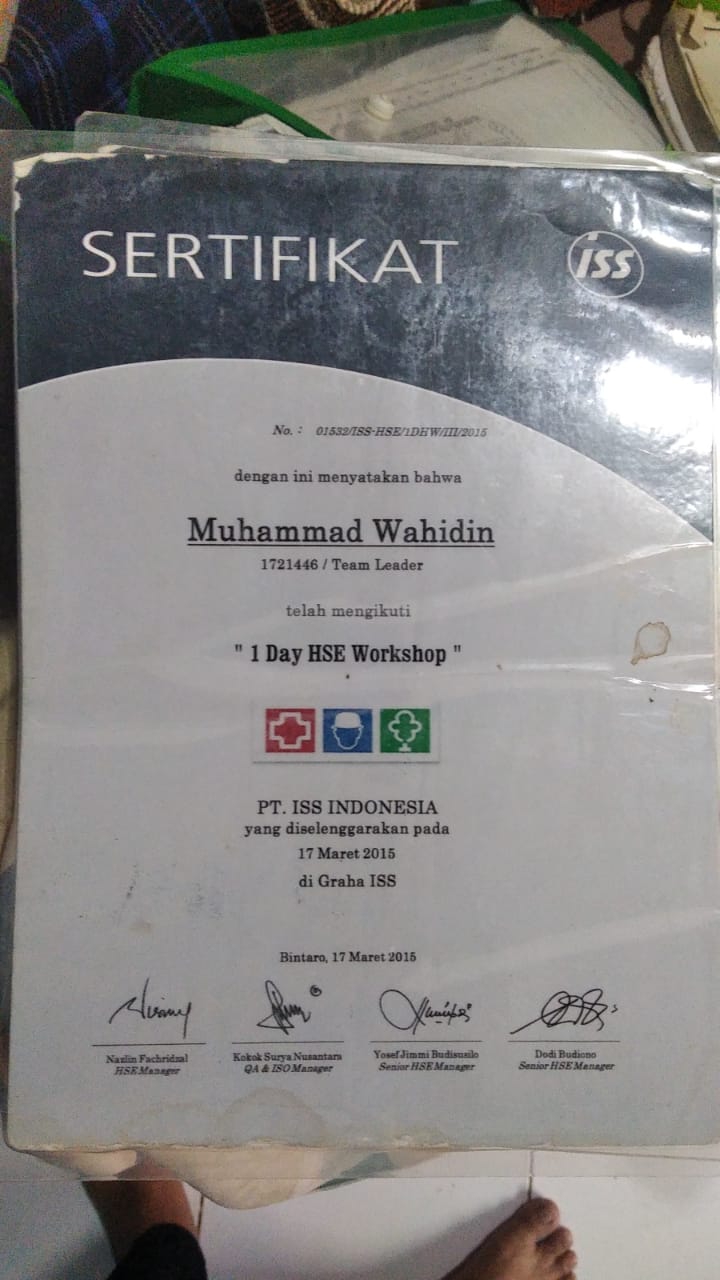 SERTIFIKAT
iss
No. : 01532/ISS-HSE/1DHW/III/2015
dengan ini menyatakan bahwa
Muhammad Wahidin
1721446 / Team Leader
telah mengikuti
" 1 Day HSE Workshop "
PT. ISS INDONESIA
yang diselenggarakan pada
17 Maret 2015
di Graha ISS
Bintaro, 17 Maret 2015
Nazlin Fachridzal
HSE Manager
Kokok Surya Nusantara
QA & ISO Manager
Yosef Jimmi Budisusilo
Senior HSE Manager
Dodi Budiono
Senior HSE Manager